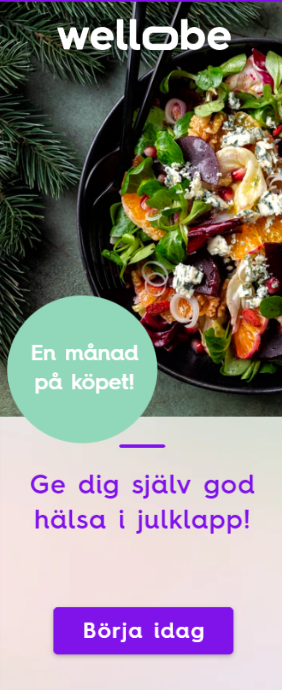 wellobe
En månad
på köpet!
Ge dig själv god
hälsa i julklapp!
Börja idag